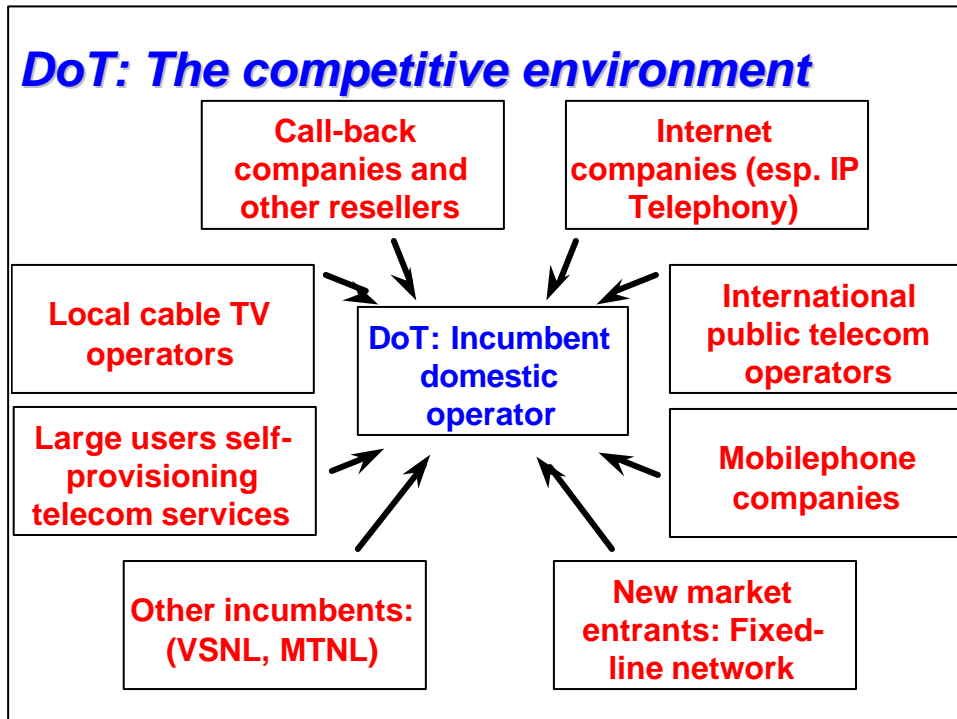 DoT: The competitive environment
Call-back
companies and
other resellers
Internet
companies (esp. IP
Telephony)
Local cable TV
operators
DoT: Incumbent
domestic
operator
International
public telecom
operators
Large users self-
provisioning
telecom services
Mobilephone
companies
Other incumbents:
(VSNL, MTNL)
New market
entrants: Fixed-
line network